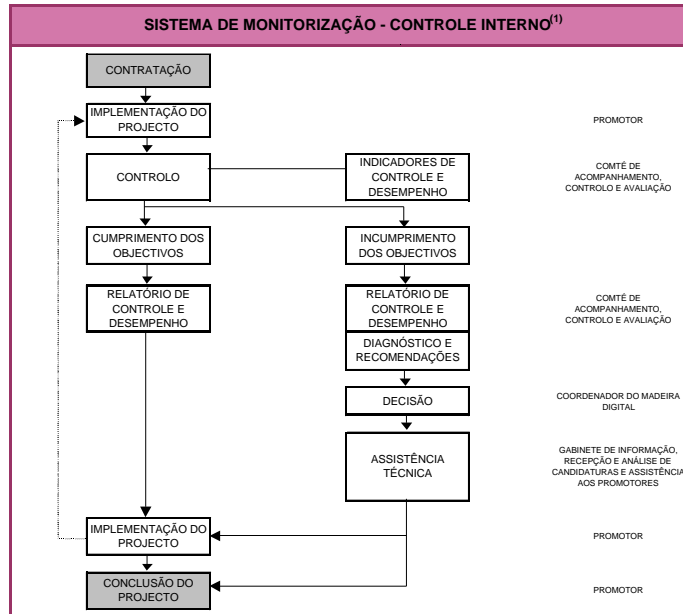 SISTEMA DE MONITORIZAÇÃO - CONTROLE INTERNO(1)
CONTRATAÇÃO
IMPLEMENTAÇÃO DO
PROJECTO
PROMOTOR
CONTROLO
INDICADORES DE
CONTROLE E
DESEMPENHO
COMTÊ DE
ACOMPANHAMENTO,
CONTROLO E AVALIAÇÃO
CUMPRIMENTO DOS
OBJECTIVOS
INCUMPRIMENTO
DOS OBJECTIVOS
RELATÓRIO DE
CONTROLE E
DESEMPENHO
RELATÓRIO DE
CONTROLE E
DESEMPENHO
COMTÊ DE
ACOMPANHAMENTO,
CONTROLO E AVALIAÇÃO
DIAGNÓSTICO E
RECOMENDAÇÕES
DECISÃO
COORDENADOR DO MADEIRA
DIGITAL
ASSISTÊNCIA
TÉCNICA
GABINETE DE INFORMAÇÃO,
RECEPÇÃO E ANÁLISE DE
CANDIDATURAS E ASSISTÊNCIA
AOS PROMOTORES
IMPLEMENTAÇÃO DO
PROJECTO
PROMOTOR
CONCLUSÃO DO
PROJECTO
PROMOTOR